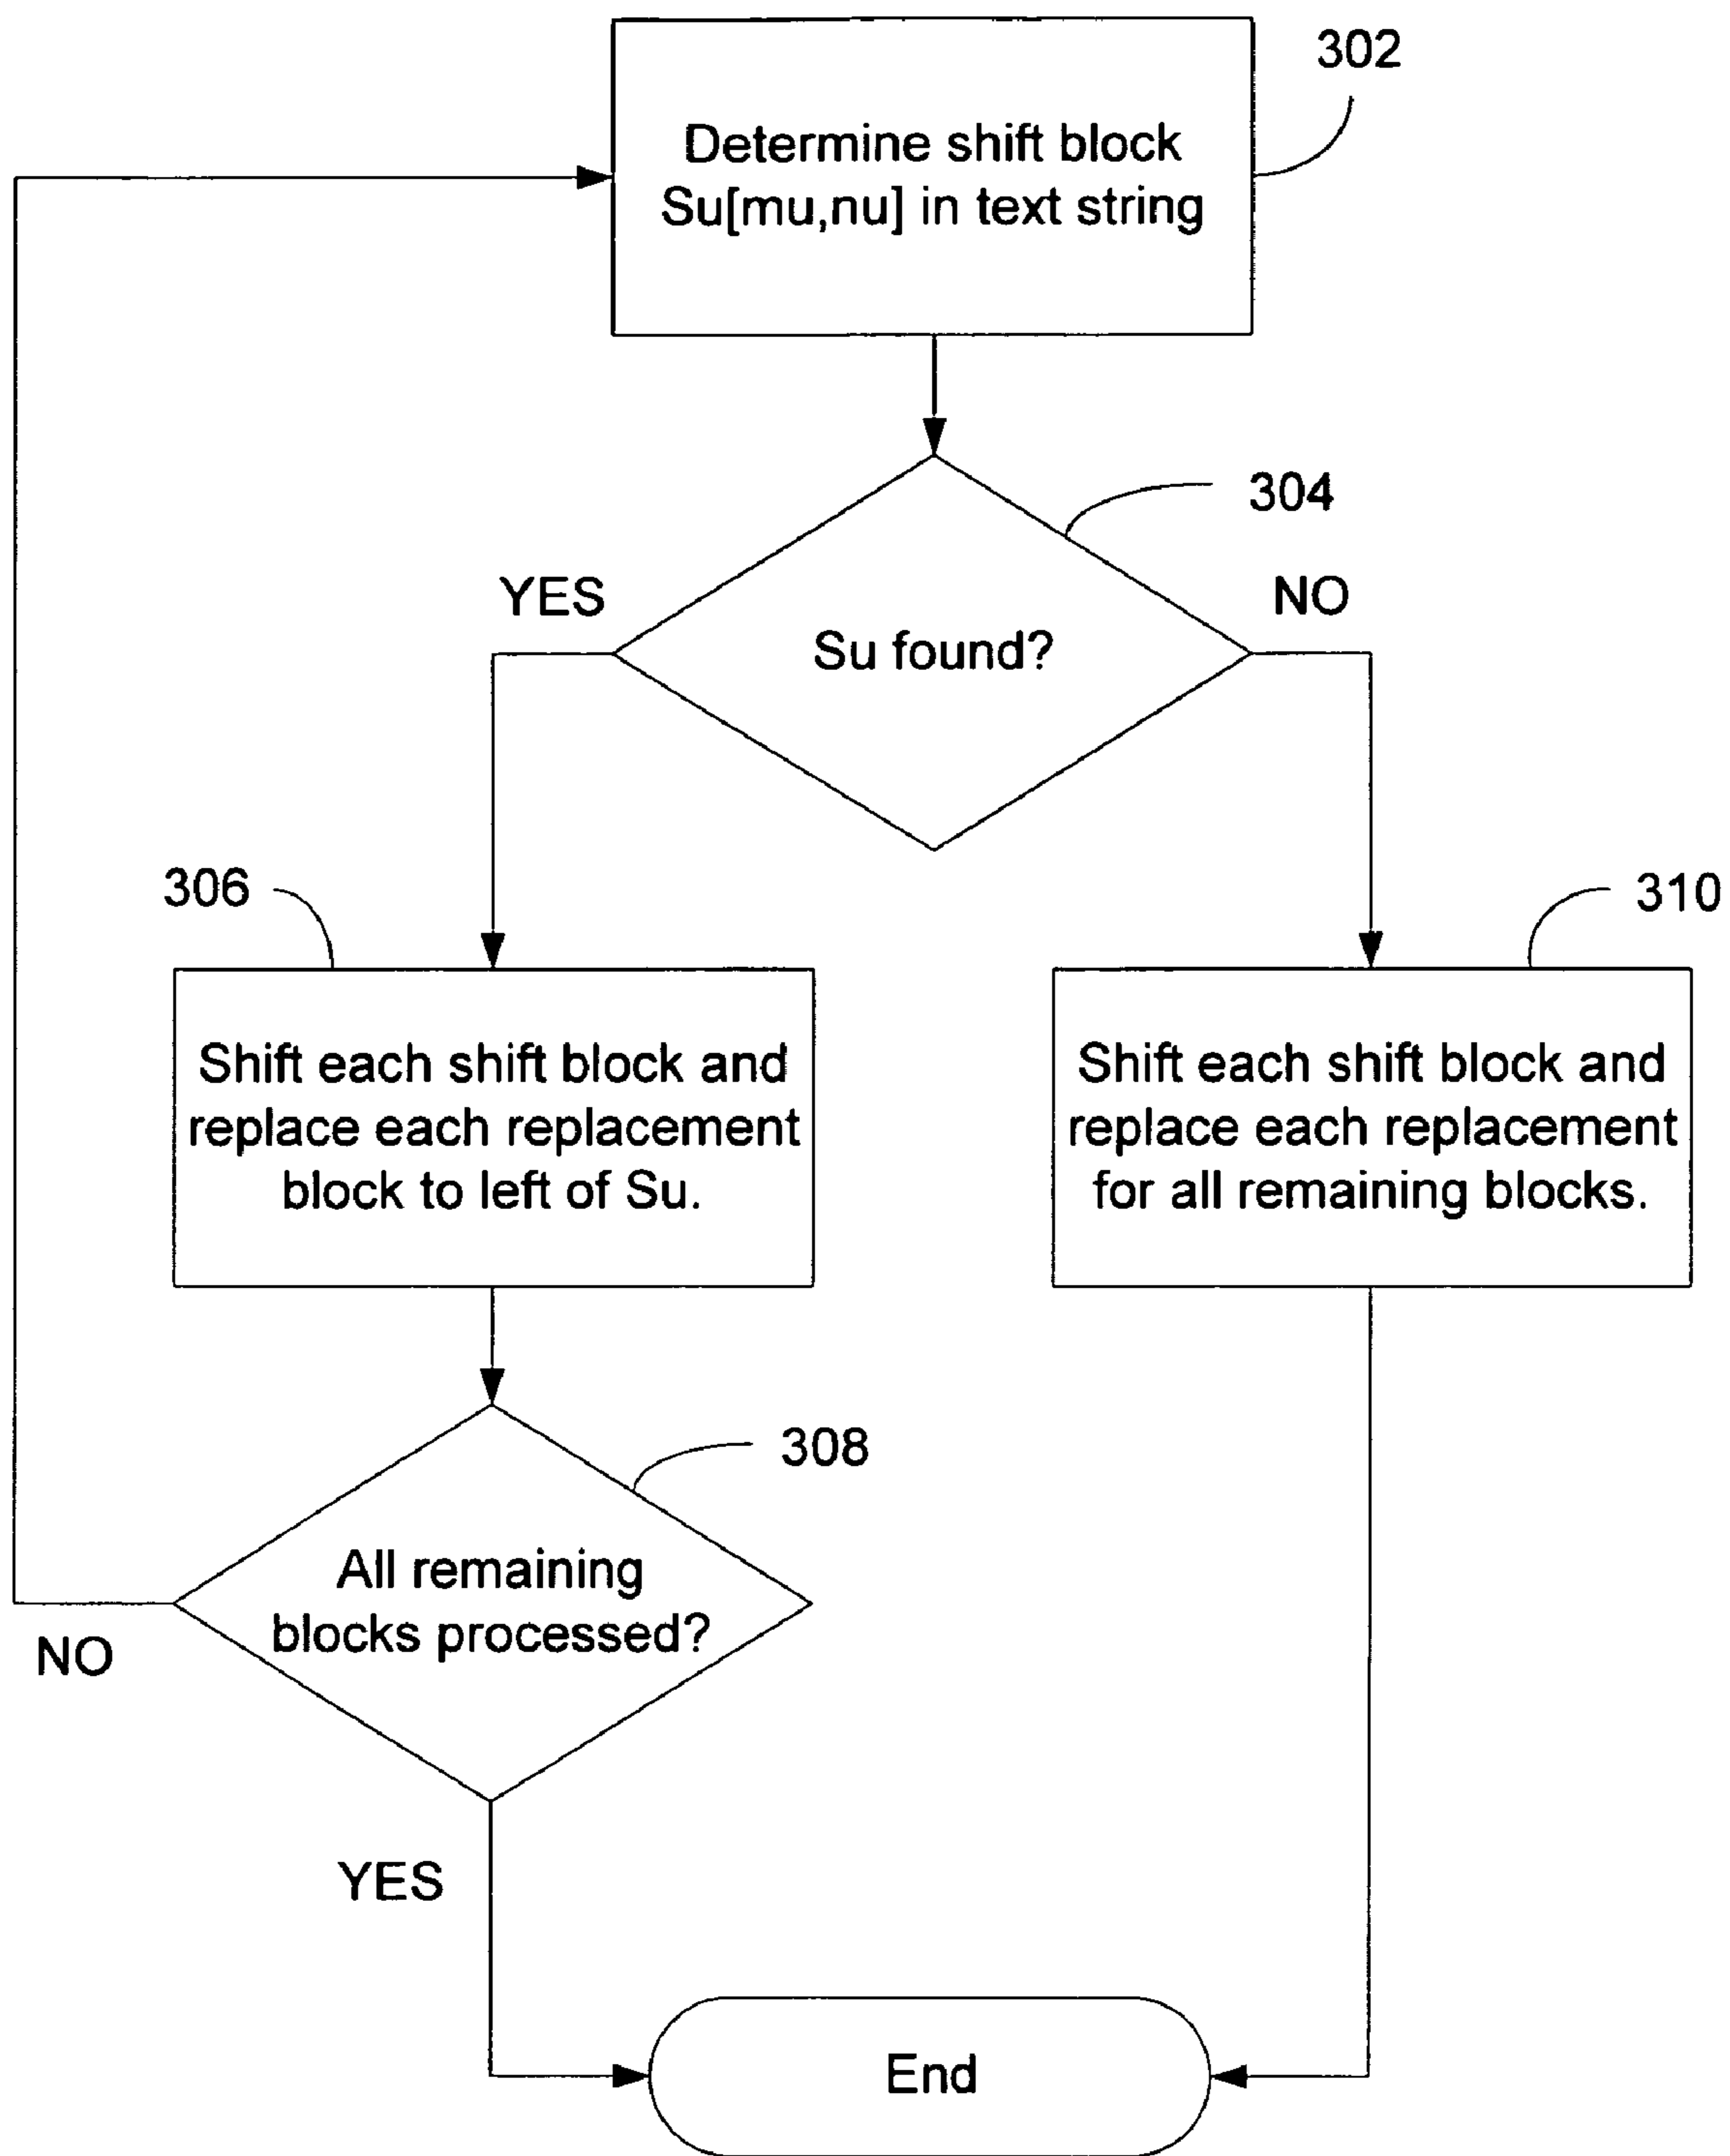 302
Determine shift block
Su[mu,nu] in text string
304
YES
NO
Su found?
306
310
Shift each shift block and
replace each replacement
block to left of Su.
Shift each shift block and
replace each replacement
for all remaining blocks.
308
All remaining
blocks processed?
NO
YES
End